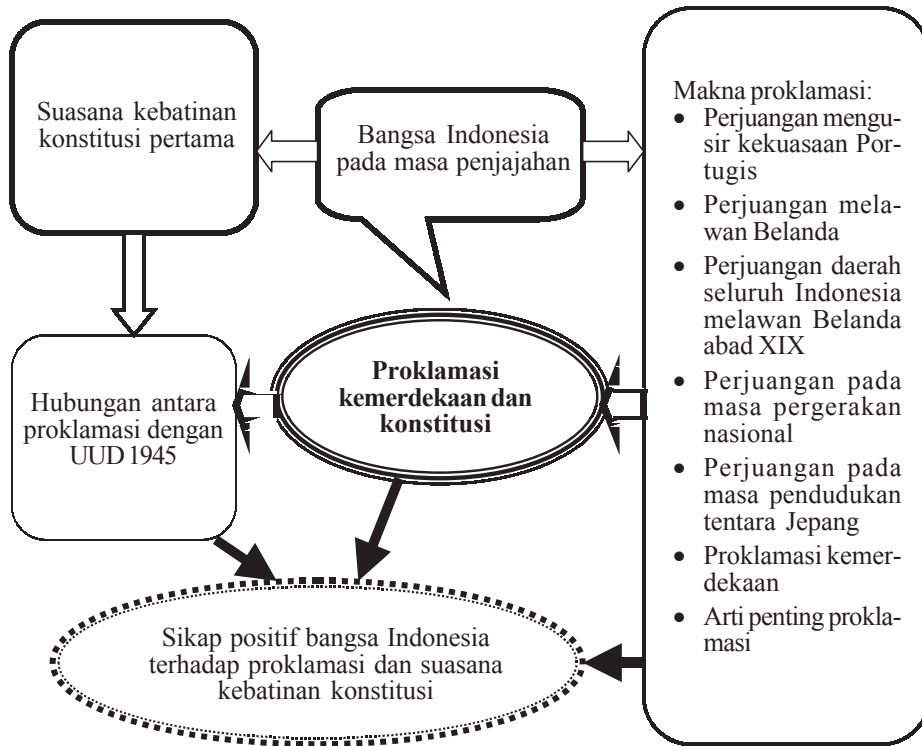 Suasana kebatinan
konstitusi pertama
Bangsa Indonesia
pada masa penjajahan
Makna proklamasi:
• Perjuangan mengu-
sir kekuasaan Por-
tugis
• Perjuangan mela-
wan Belanda
• Perjuangan daerah
seluruh Indonesia
melawan Belanda
abad XIX
• Perjuangan pada
masa pergerakan
nasional
• Perjuangan pada
masa pendudukan
tentara Jepang
• Proklamasi kemer-
dekaan
• Arti penting prokla-
masi
Hubungan antara
proklamasi dengan
UUD 1945
Proklamasi
kemerdekaan dan
konstitusi
Sikap positif bangsa Indonesia
terhadap proklamasi dan suasana
kebatinan konstitusi